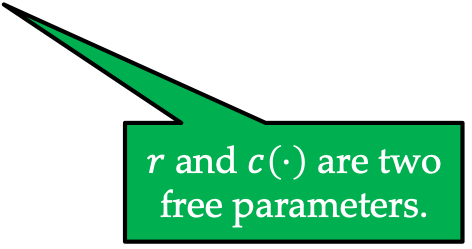 r and c(·) are two
free parameters.